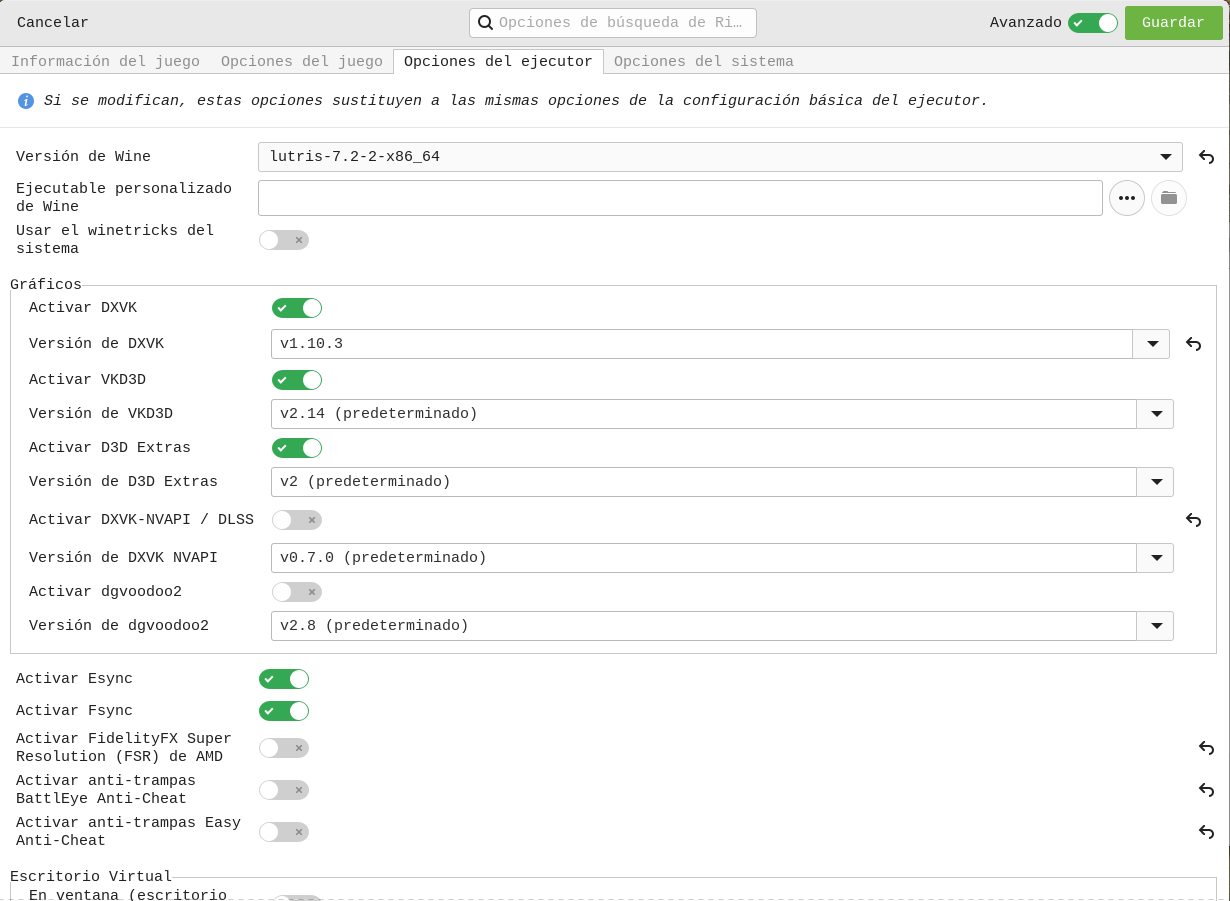 Cancelar
Opciones de búsqueda de Ri…
Avanzado
Guardar
Información del juego
Opciones del juego
Opciones del ejecutor
Opciones del sistema
Si se modifican, estas opciones sustituyen a las mismas opciones de la configuración básica del ejecutor.
Versión de Wine
lutris-7.2-2-x86_64
Ejecutable personalizado
de Wine
Usar el winetricks del
sistema
Gráficos
Activar DXVK
Versión de DXVK
v1.10.3
Activar VKD3D
Versión de VKD3D
v2.14 (predeterminado)
Activar D3D Extras
Versión de D3D Extras
v2 (predeterminado)
Activar DXVK-NVAPI / DLSS
Versión de DXVK NVAPI
v0.7.0 (predeterminado)
Activar dgvoodoo2
Versión de dgvoodoo2
v2.8 (predeterminado)
Activar Esync
Activar Fsync
Activar FidelityFX Super
Resolution (FSR) de AMD
Activar anti-trampas
BattlEye Anti-Cheat
Activar anti-trampas Easy
Anti-Cheat
Escritorio Virtual
En ventana (escritorio